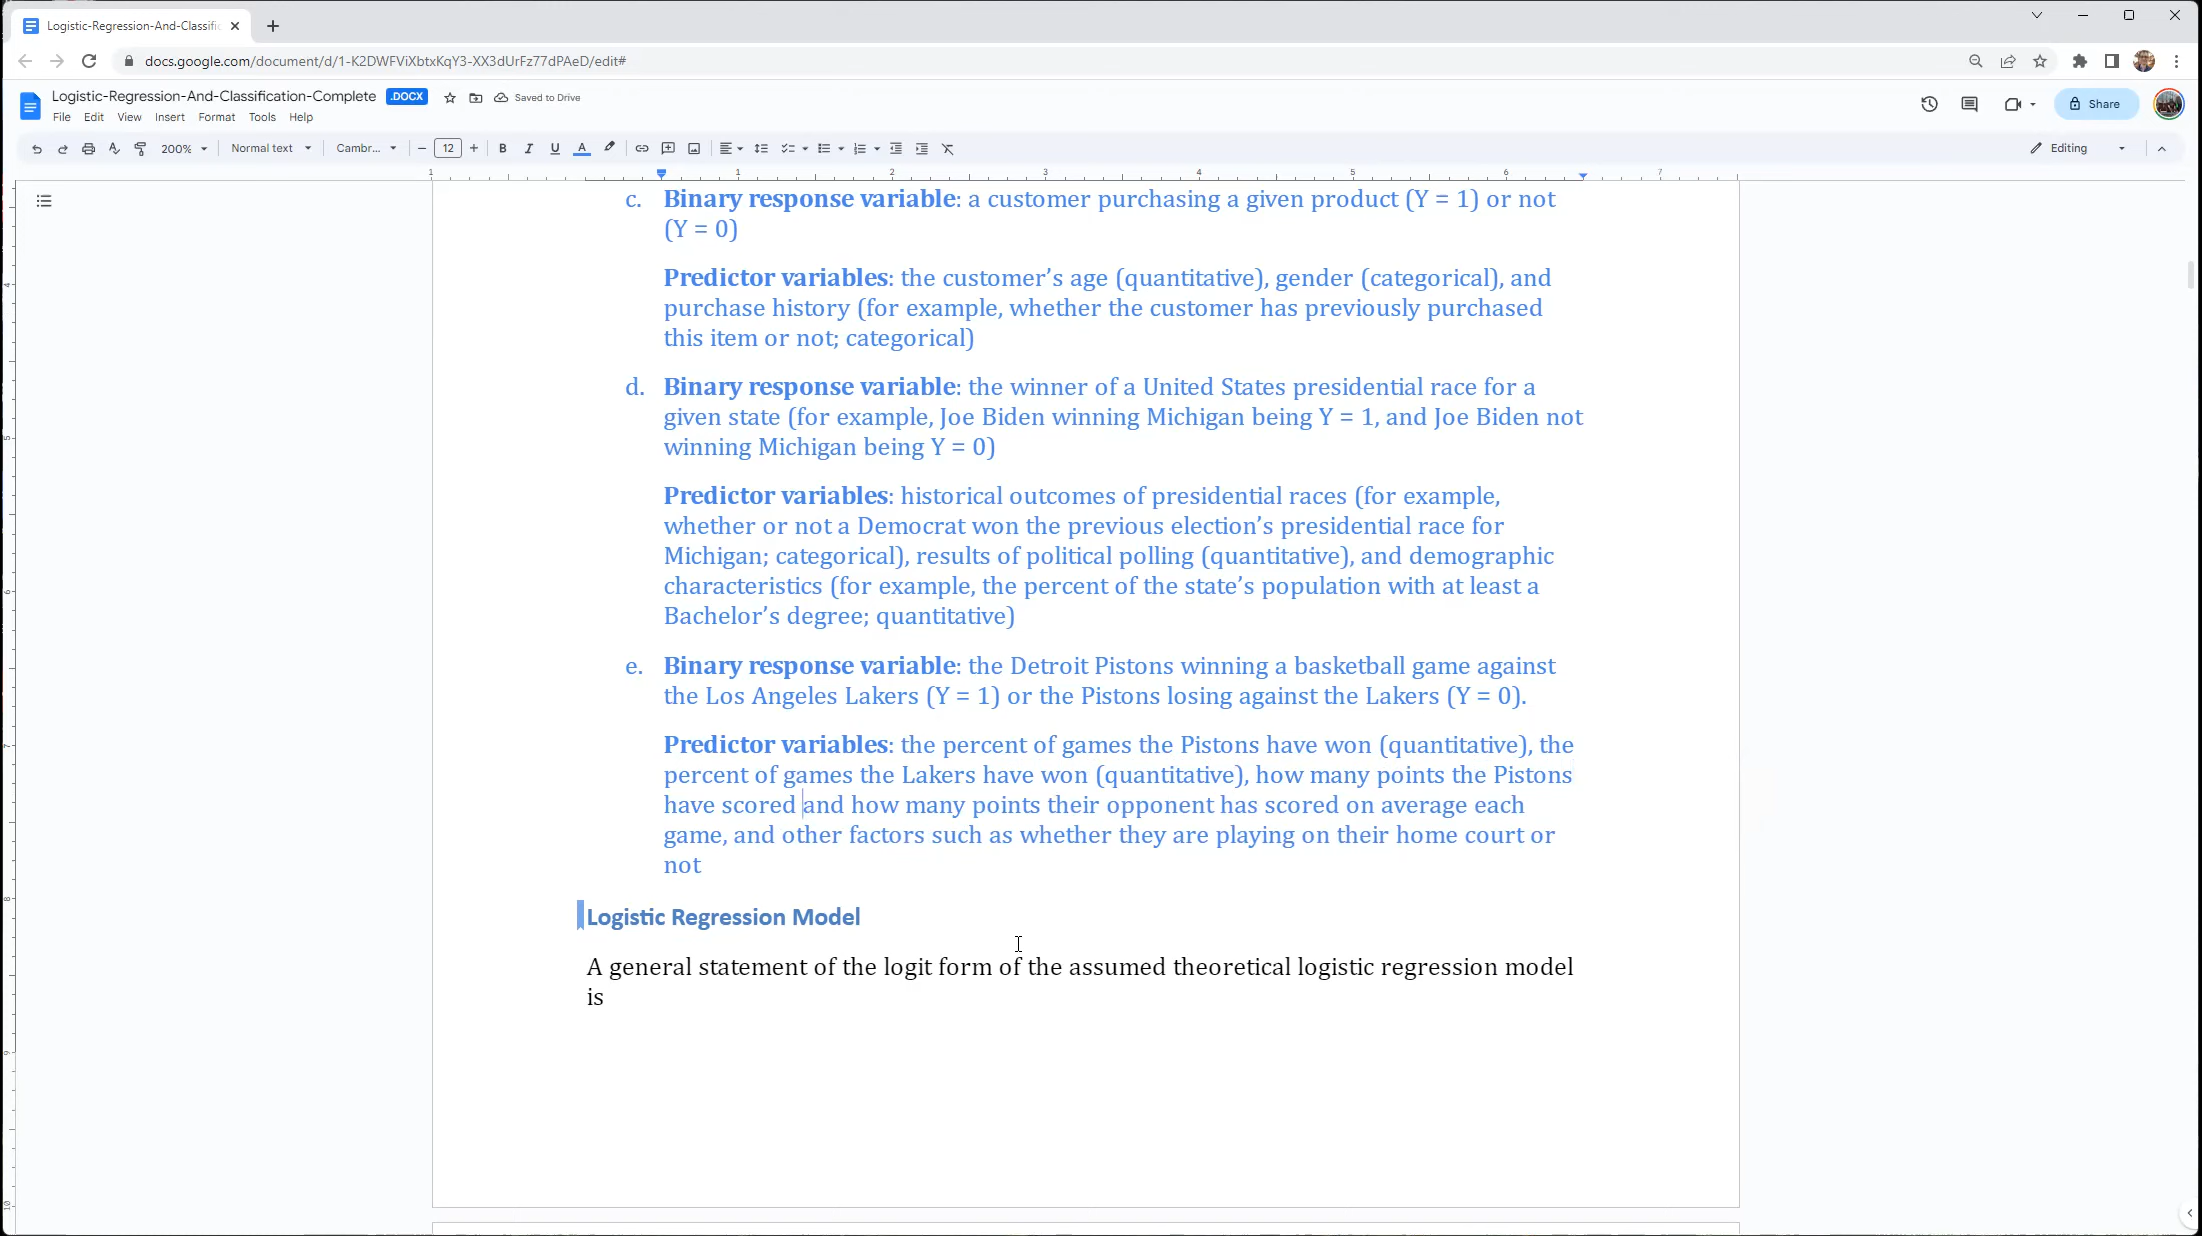 Logistic-Regression-And-Classific
docs.google.com/document/d/1-K2DWFViXbtxKqY3-XX3dUrFz77dPAeD/edit#
Logistic-Regression-And-Classification-Complete .DOCX Saved to Drive
Share
File Edit View Insert Format Tools Help
200% Normal text Cambr... − 12 + B I U A Editing
1 1 2 3 4 5 6 7
c. Binary response variable: a customer purchasing a given product (Y = 1) or not
(Y = 0)
Predictor variables: the customer’s age (quantitative), gender (categorical), and
purchase history (for example, whether the customer has previously purchased
this item or not; categorical)
d. Binary response variable: the winner of a United States presidential race for a
given state (for example, Joe Biden winning Michigan being Y = 1, and Joe Biden not
winning Michigan being Y = 0)
Predictor variables: historical outcomes of presidential races (for example,
whether or not a Democrat won the previous election’s presidential race for
Michigan; categorical), results of political polling (quantitative), and demographic
characteristics (for example, the percent of the state’s population with at least a
Bachelor’s degree; quantitative)
e. Binary response variable: the Detroit Pistons winning a basketball game against
the Los Angeles Lakers (Y = 1) or the Pistons losing against the Lakers (Y = 0).
Predictor variables: the percent of games the Pistons have won (quantitative), the
percent of games the Lakers have won (quantitative), how many points the Pistons
have scored and how many points their opponent has scored on average each
game, and other factors such as whether they are playing on their home court or
not
Logistic Regression Model
A general statement of the logit form of the assumed theoretical logistic regression model
is